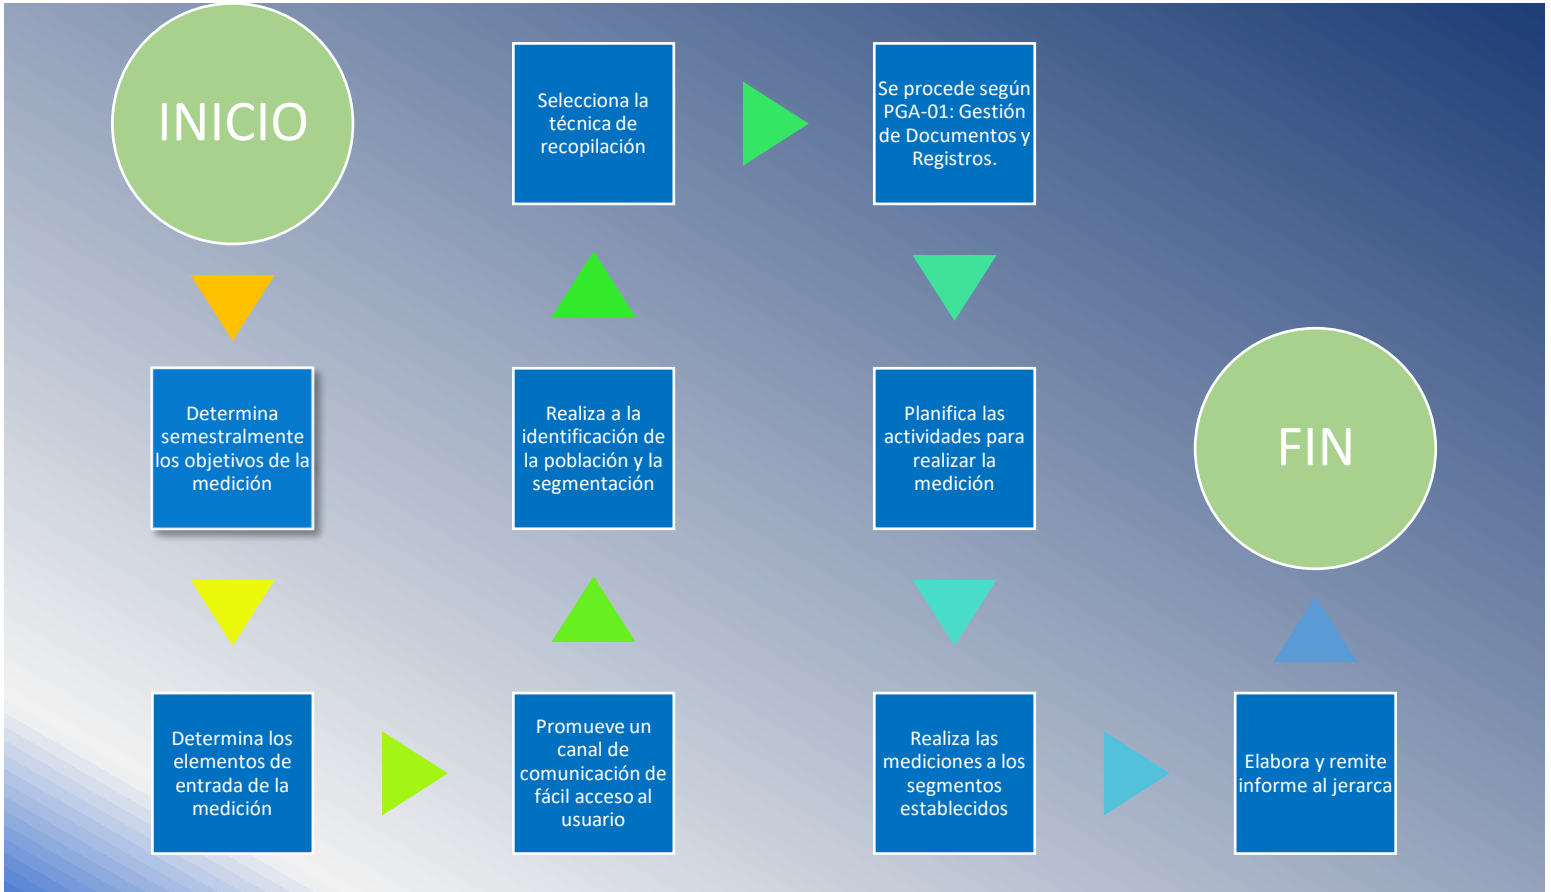 INICIO
Determina
semestralmente
los objetivos de la
medición
Determina los
elementos de
entrada de la
medición
Promueve un
canal de
comunicación de
fácil acceso al
usuario
Realiza a la
identificación de
la población y la
segmentación
Selecciona la
técnica de
recopilación
Se procede según
PGA-01: Gestión
de Documentos y
Registros.
Planifica las
actividades para
realizar la
medición
Realiza las
mediciones a los
segmentos
establecidos
Elabora y remite
informe al jerarca
FIN